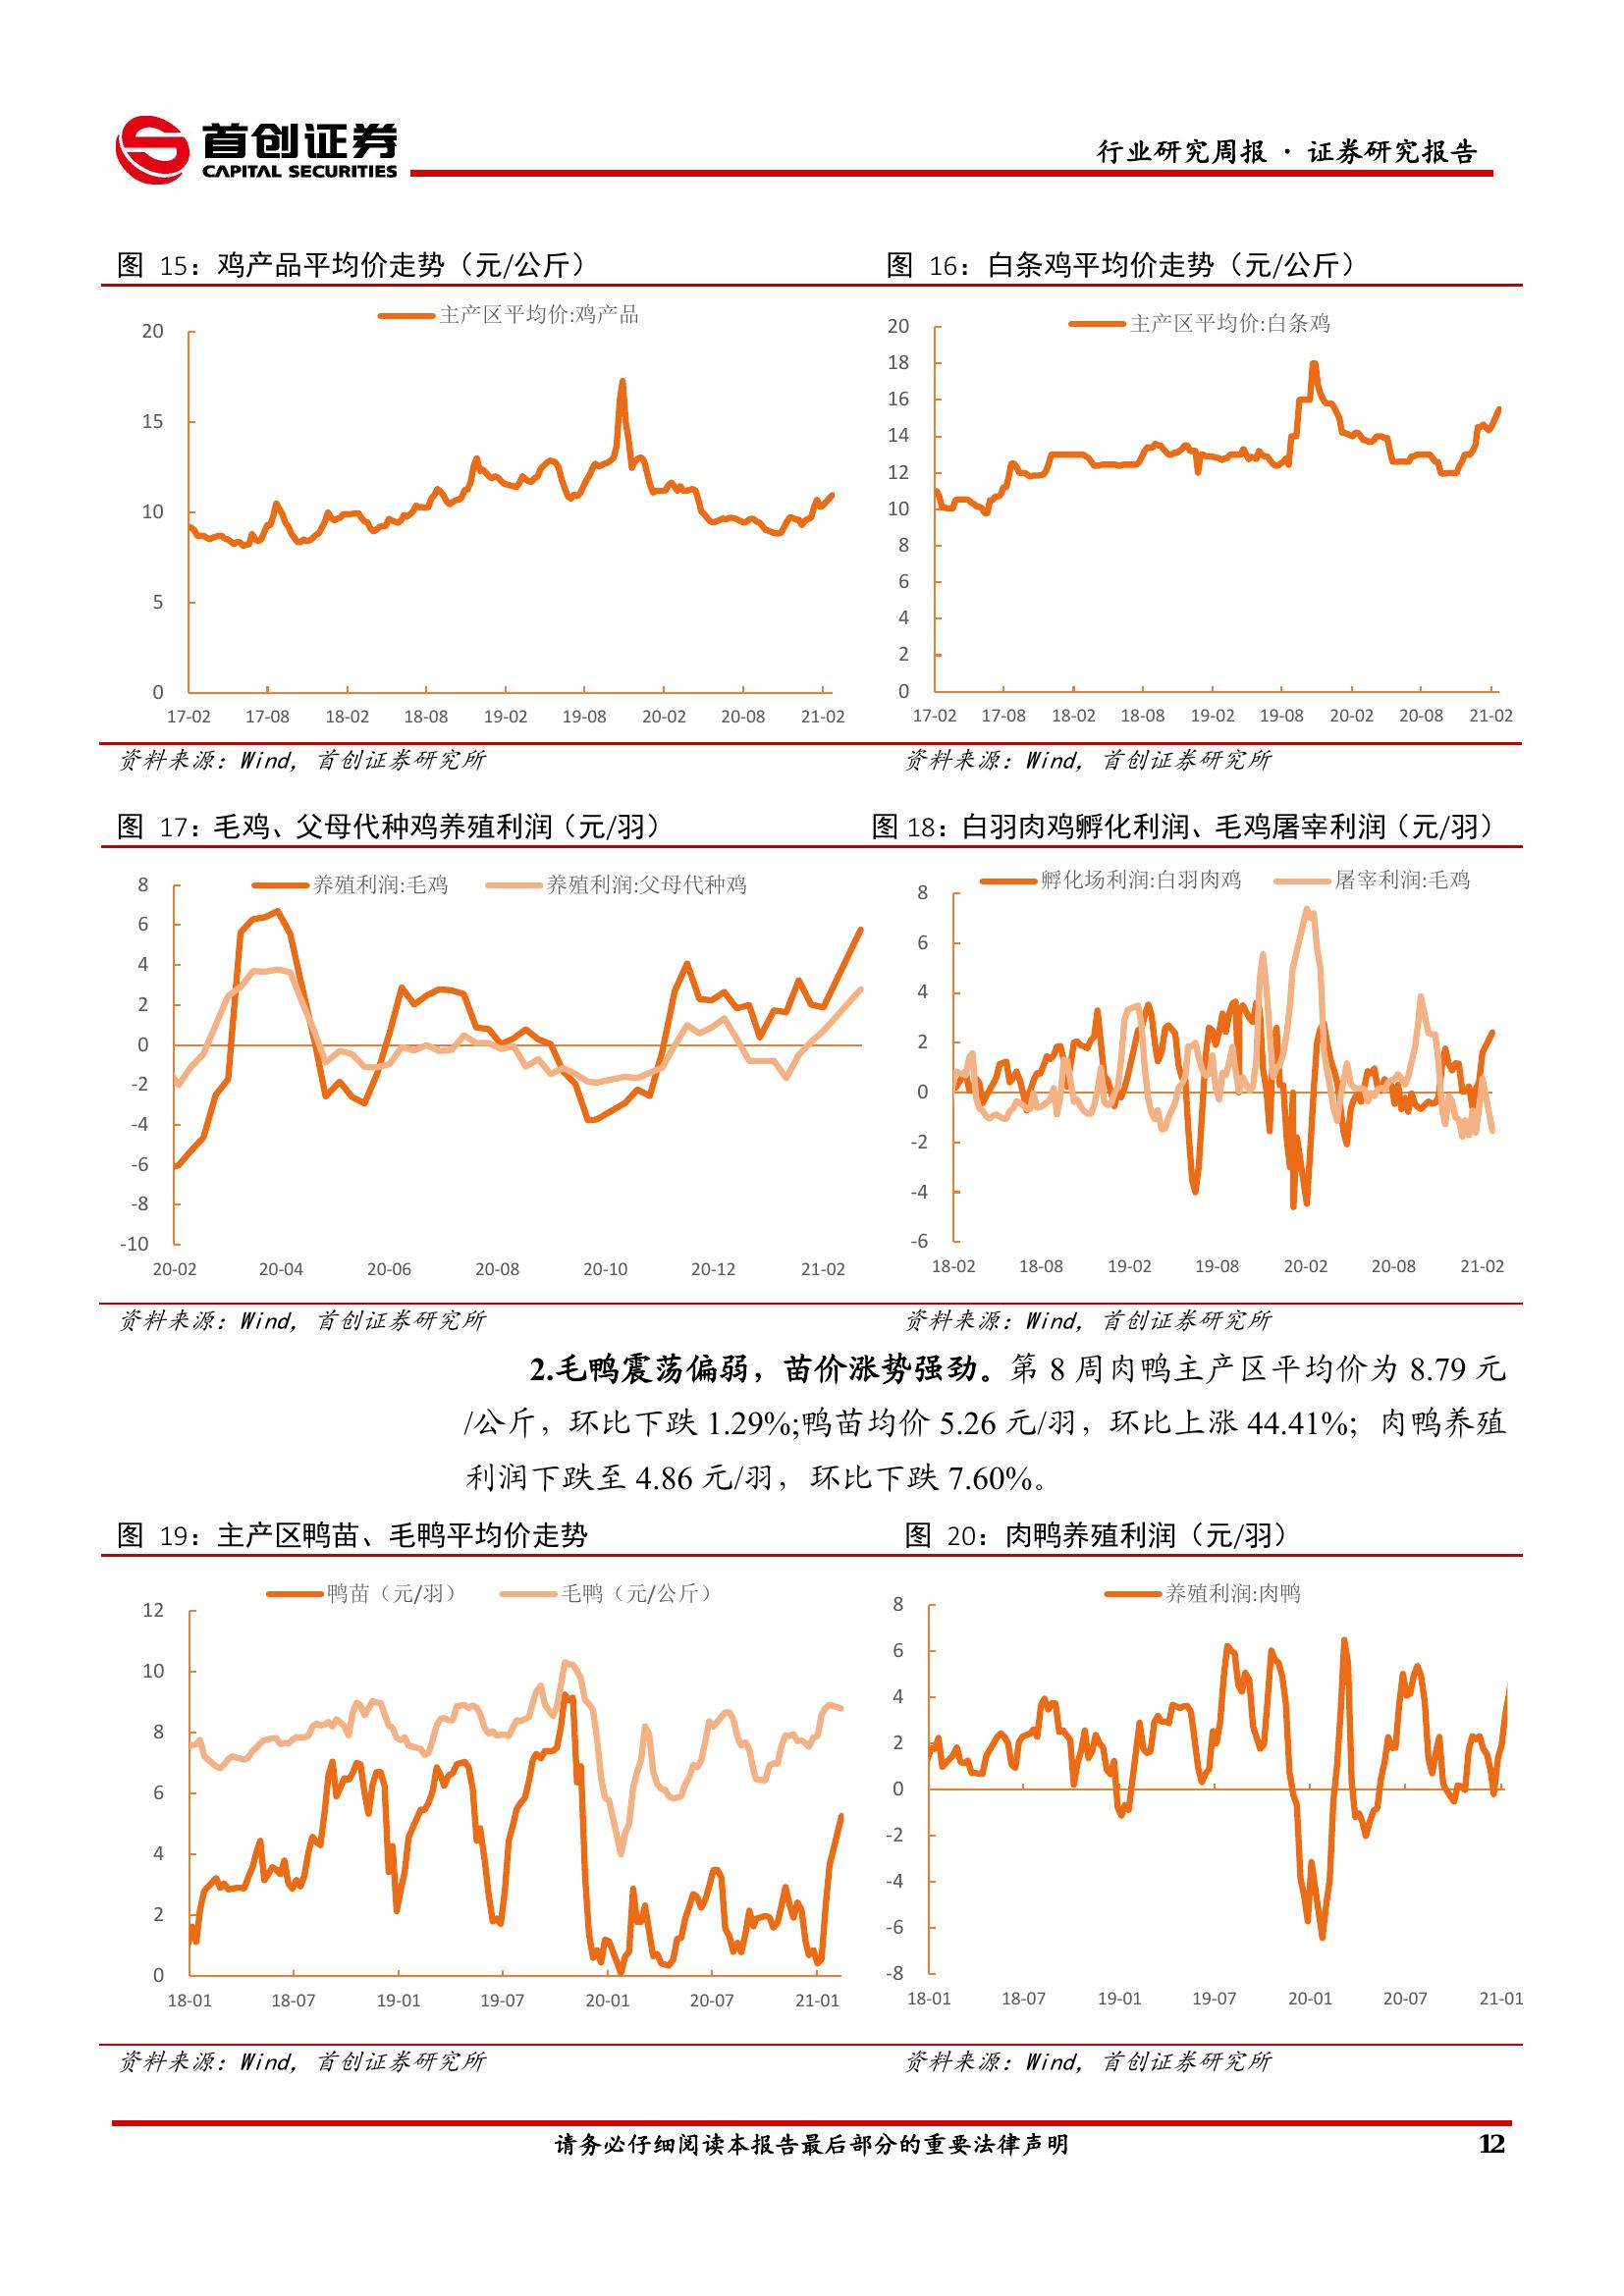 首创证券
CAPITAL SECURITIES
行业研究周报 · 证券研究报告
图 15：鸡产品平均价走势（元/公斤）
主产区平均价:鸡产品
20
15
10
5
0
17-02 17-08 18-02 18-08 19-02 19-08 20-02 20-08 21-02
资料来源：Wind，首创证券研究所
图 16：白条鸡平均价走势（元/公斤）
主产区平均价:白条鸡
20
18
16
14
12
10
8
6
4
2
0
17-02 17-08 18-02 18-08 19-02 19-08 20-02 20-08 21-02
资料来源：Wind，首创证券研究所
图 17：毛鸡、父母代种鸡养殖利润（元/羽）
养殖利润:毛鸡 养殖利润:父母代种鸡
8
6
4
2
0
-2
-4
-6
-8
-10
20-02 20-04 20-06 20-08 20-10 20-12 21-02
资料来源：Wind，首创证券研究所
图 18：白羽肉鸡孵化利润、毛鸡屠宰利润（元/羽）
孵化场利润:白羽肉鸡 屠宰利润:毛鸡
8
6
4
2
0
-2
-4
-6
18-02 18-08 19-02 19-08 20-02 20-08 21-02
资料来源：Wind，首创证券研究所
2.毛鸭震荡偏弱，苗价涨势强劲。第 8 周肉鸭主产区平均价为 8.79 元
/公斤，环比下跌 1.29%;鸭苗均价 5.26 元/羽，环比上涨 44.41%；肉鸭养殖
利润下跌至 4.86 元/羽，环比下跌 7.60%。
图 19：主产区鸭苗、毛鸭平均价走势
鸭苗（元/羽） 毛鸭（元/公斤）
12
10
8
6
4
2
0
18-01 18-07 19-01 19-07 20-01 20-07 21-01
资料来源：Wind，首创证券研究所
图 20：肉鸭养殖利润（元/羽）
养殖利润:肉鸭
8
6
4
2
0
-2
-4
-6
-8
18-01 18-07 19-01 19-07 20-01 20-07 21-01
资料来源：Wind，首创证券研究所
请务必仔细阅读本报告最后部分的重要法律声明 12